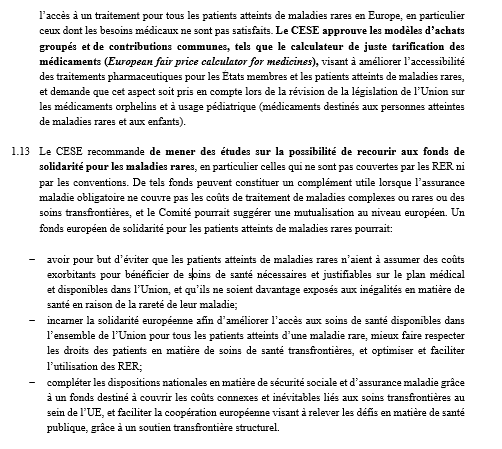 l'accès à un traitement pour tous les patients atteints de maladies rares en Europe, en particulier
ceux dont les besoins médicaux ne sont pas satisfaits. Le CESE approuve les modèles d'achats
groupés et de contributions communes, tels que le calculateur de juste tarification des
médicaments (European fair price calculator for medicines), visant à améliorer l'accessibilité
des traitements pharmaceutiques pour les États membres et les patients atteints de maladies rares,
et demande que cet aspect soit pris en compte lors de la révision de la législation de l'Union sur
les médicaments orphelins et à usage pédiatrique (médicaments destinés aux personnes atteintes
de maladies rares et aux enfants).
1.13 Le CESE recommande de mener des études sur la possibilité de recourir aux fonds de
solidarité pour les maladies rares, en particulier celles qui ne sont pas couvertes par les RER ni
par les conventions. De tels fonds peuvent constituer un complément utile lorsque l'assurance
maladie obligatoire ne couvre pas les coûts de traitement de maladies complexes ou rares ou des
soins transfrontières, et le Comité pourrait suggérer une mutualisation au niveau européen. Un
fonds européen de solidarité pour les patients atteints de maladies rares pourrait:
– avoir pour but d'éviter que les patients atteints de maladies rares n'aient à assumer des coûts
exorbitants pour bénéficier de soins de santé nécessaires et justifiables sur le plan médical
et disponibles dans l'Union, et qu'ils ne soient davantage exposés aux inégalités en matière de
santé en raison de la rareté de leur maladie;
– incarner la solidarité européenne afin d'améliorer l'accès aux soins de santé disponibles dans
l'ensemble de l'Union pour tous les patients atteints d'une maladie rare, mieux faire respecter
les droits des patients en matière de soins de santé transfrontières, et optimiser et faciliter
l'utilisation des RER;
– compléter les dispositions nationales en matière de sécurité sociale et d'assurance maladie grâce
à un fonds destiné à couvrir les coûts connexes et inévitables liés aux soins transfrontières au
sein de l'UE, et faciliter la coopération européenne visant à relever les défis en matière de santé
publique, grâce à un soutien transfrontière structurel.